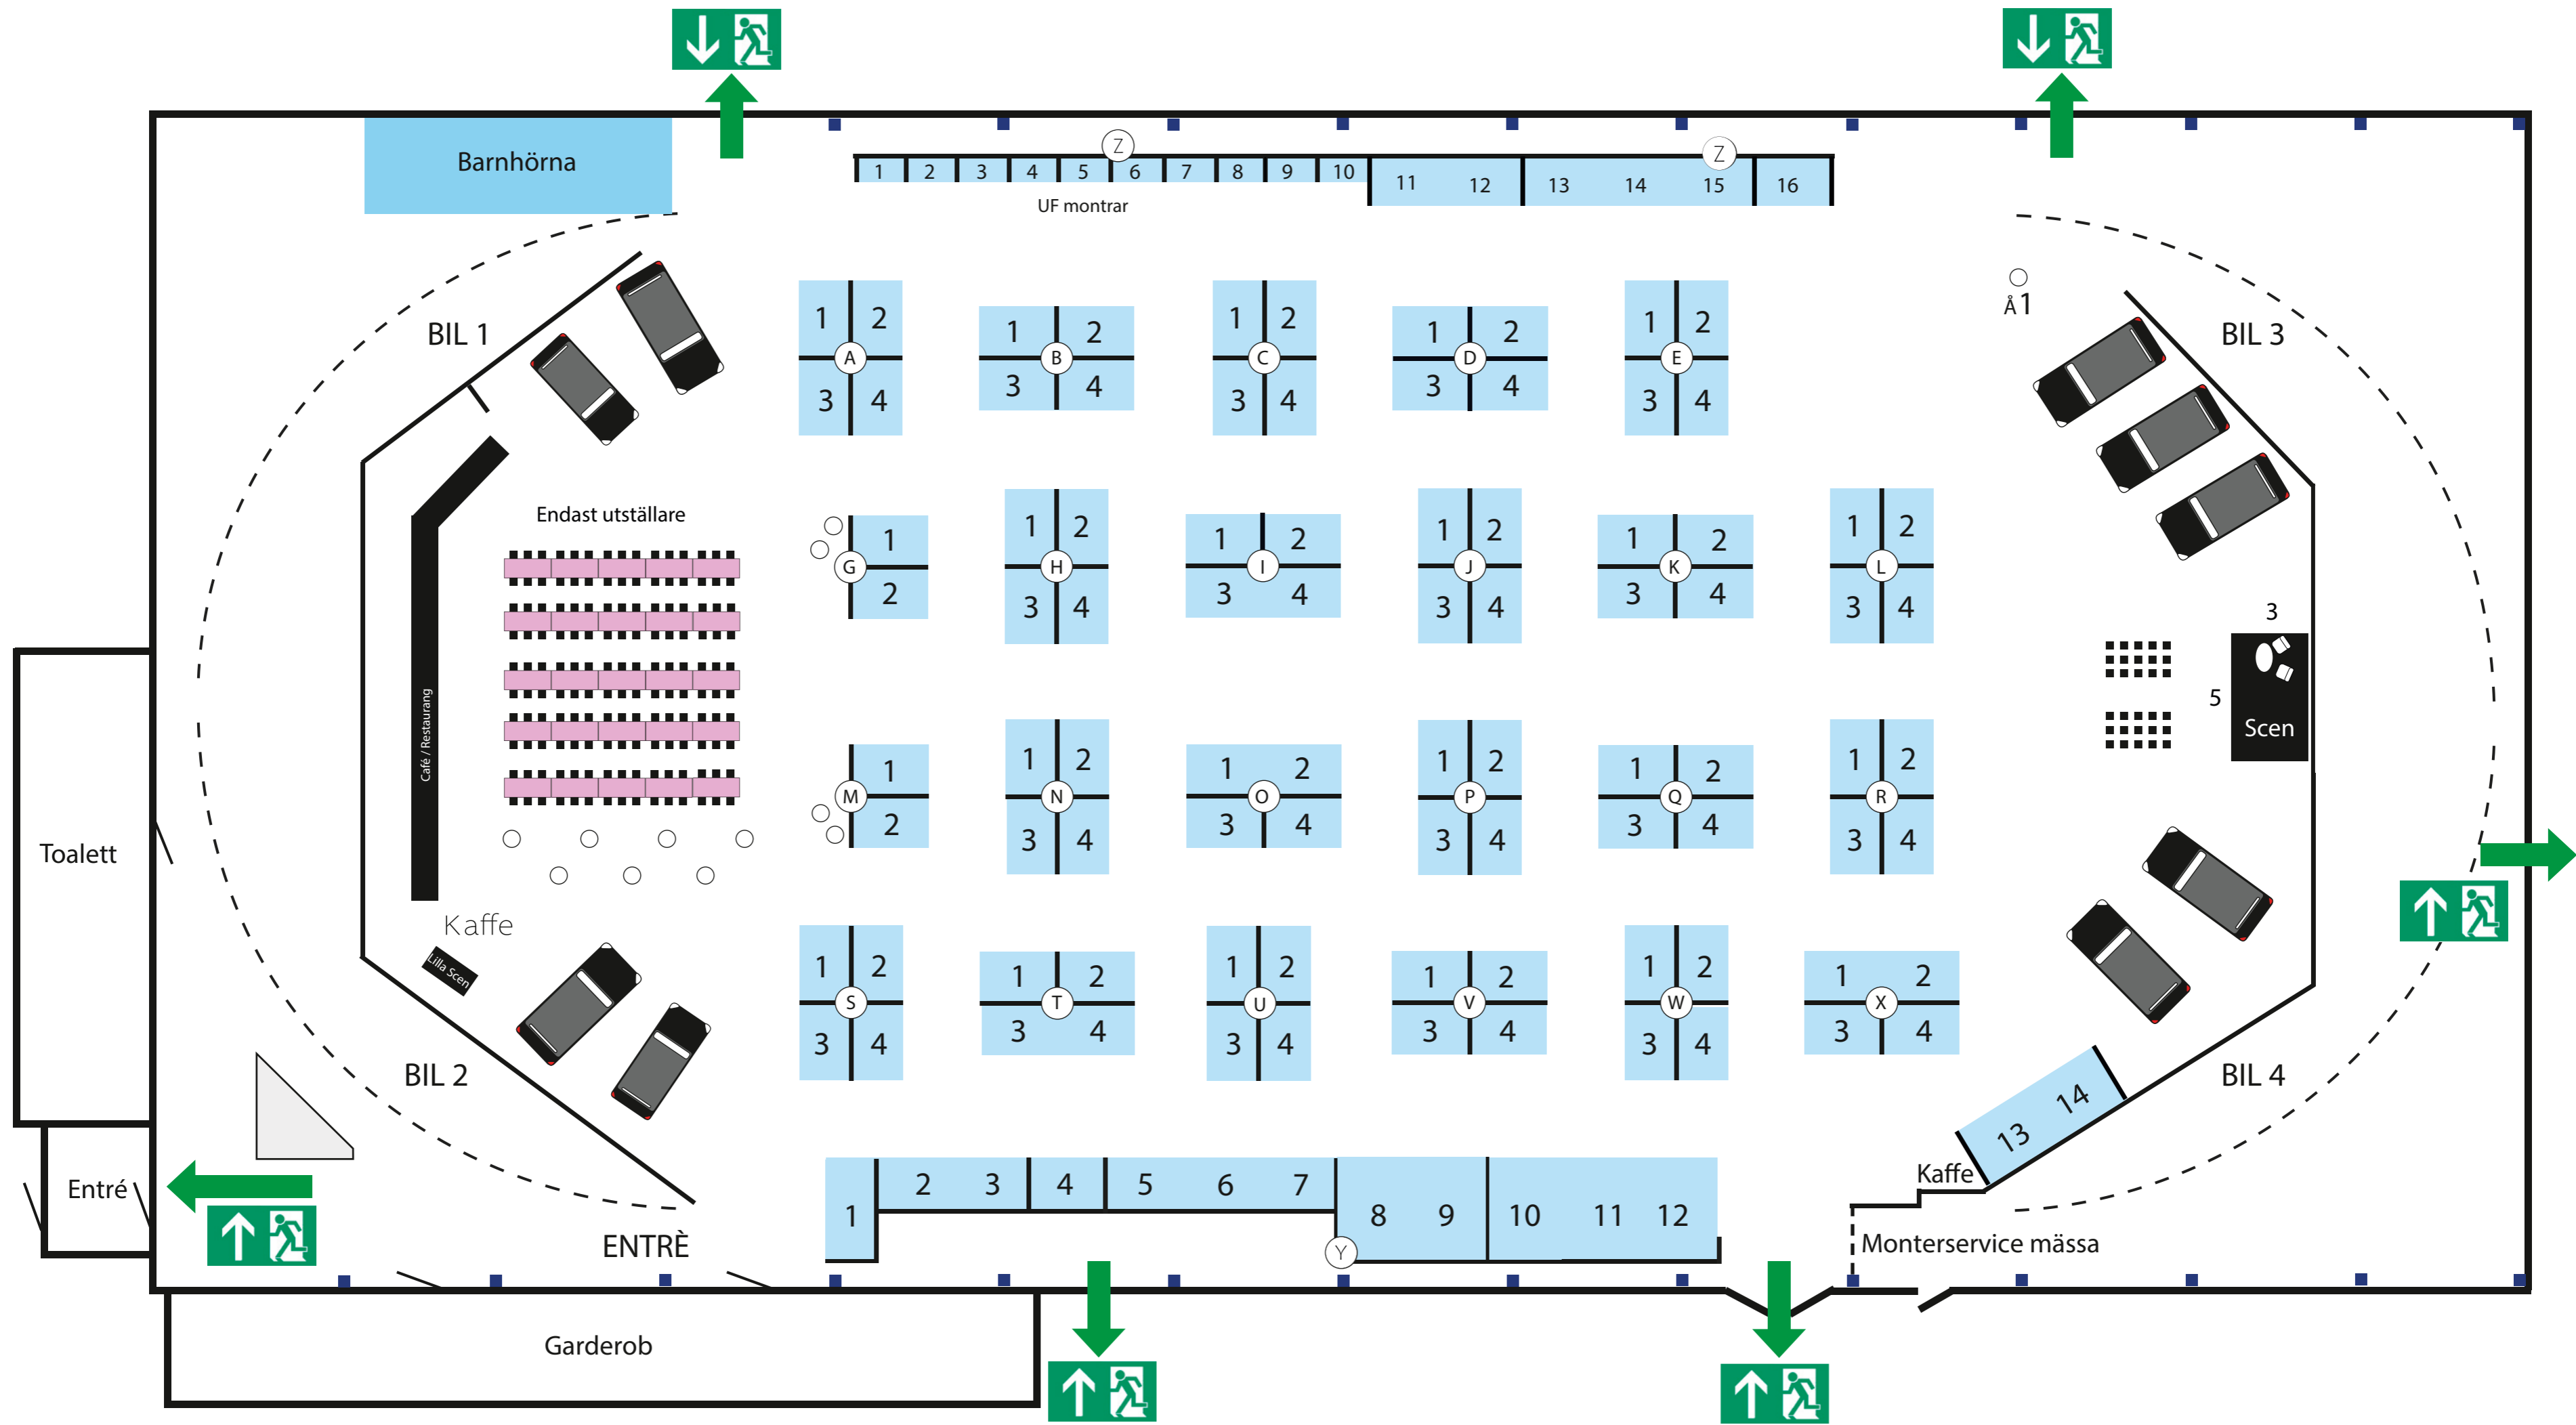 Barnhörna
Z
Z
1 2 3 4 5 6 7 8 9 10 11 12 13 14 15 16
UF montrar
BIL 1
1 2
A
3 4
1 2
B
3 4
1 2
C
3 4
1 2
D
3 4
1 2
E
3 4
Å 1
BIL 3
Endast utställare
1
G
2
1 2
H
3 4
1 2
I
3 4
1 2
J
3 4
1 2
K
3 4
1 2
L
3 4
3
5
Scen
Café / Restaurang
Toalett
1
M
2
1 2
N
3 4
1 2
O
3 4
1 2
P
3 4
1 2
Q
3 4
1 2
R
3 4
Kaffe
Lilla Scen
1 2
S
3 4
1 2
T
3 4
1 2
U
3 4
1 2
V
3 4
1 2
W
3 4
1 2
X
3 4
BIL 2
BIL 4
13 14
Kaffe
Entré
1 2 3 4 5 6 7 8 9 10 11 12
Y
ENTRÈ
Monterservice mässa
Garderob